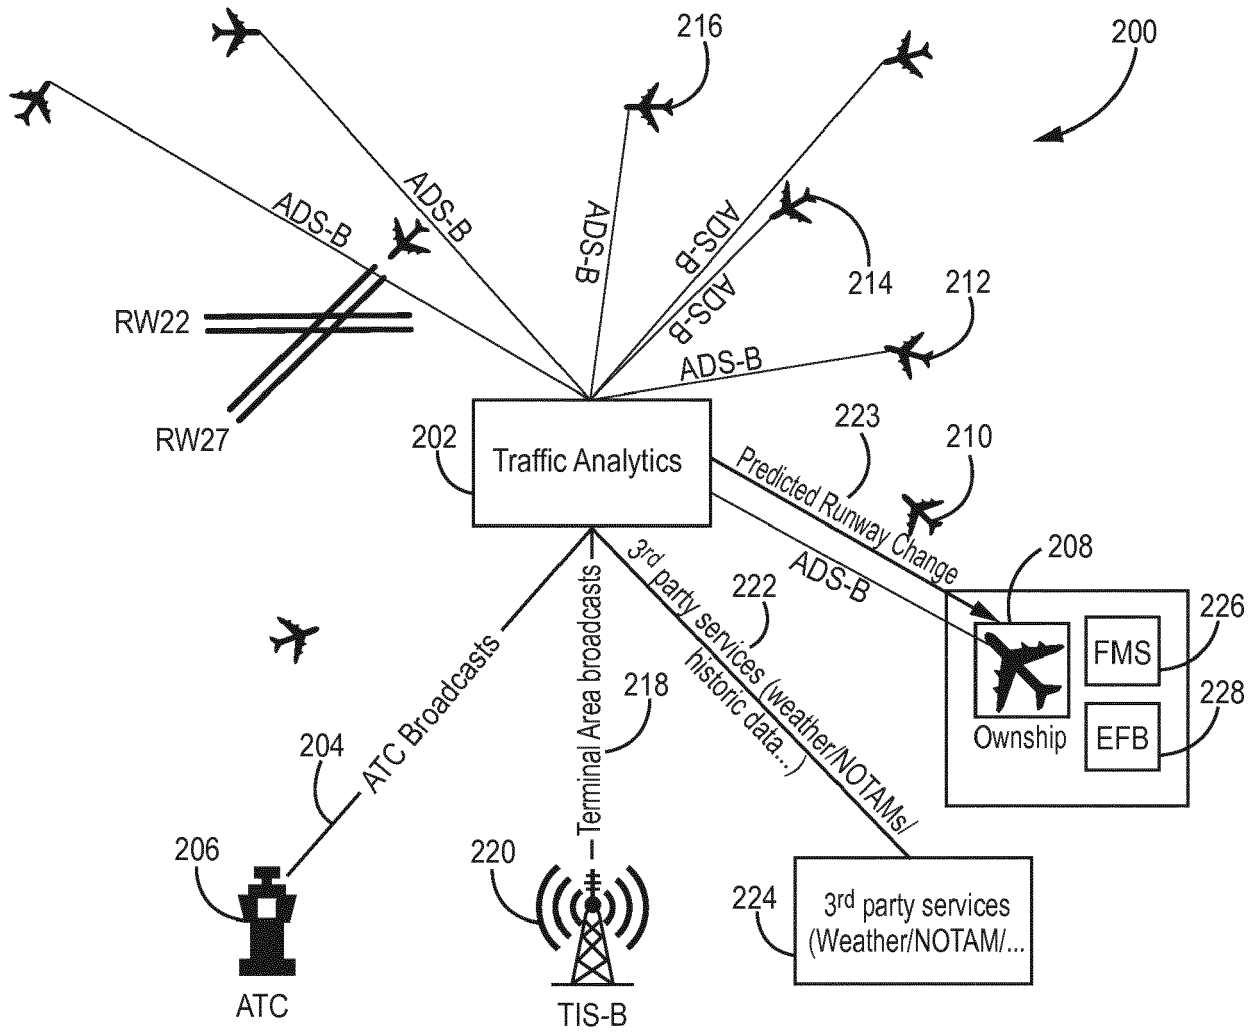 216
200
ADS-B
ADS-B
ADS-B
ADS-B
ADS-B
214
212
RW22
ADS-B
RW27
202
Traffic Analytics
223
210
Predicted Runway Change
ADS-B
208
226
FMS
228
EFB
Ownship
3rd party services (weather/NOTAMs/
historic data...)
222
Terminal Area broadcasts
218
ATC Broadcasts
204
206
ATC
220
TIS-B
224
3rd party services
(Weather/NOTAM/...